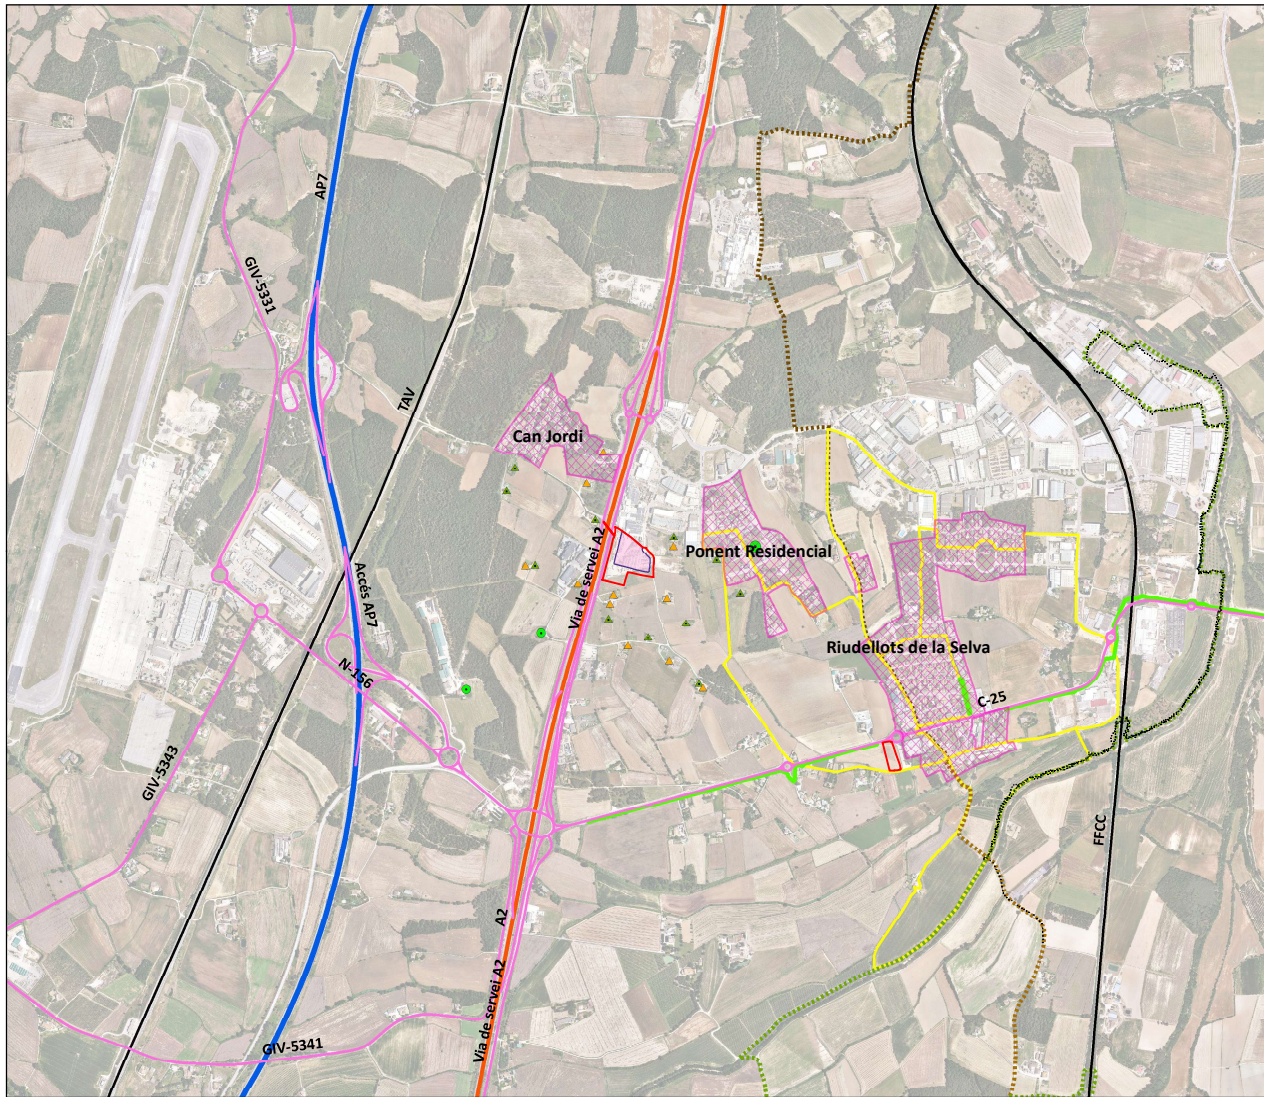 AP7
GIV-5331
TAV
Can Jordi
Via de servei A2
Ponent Residencial
Accés AP7
N-156
Riudellots de la Selva
C-25
GIV-5343
FFCC
A2
Via de servei A2
GIV-5341